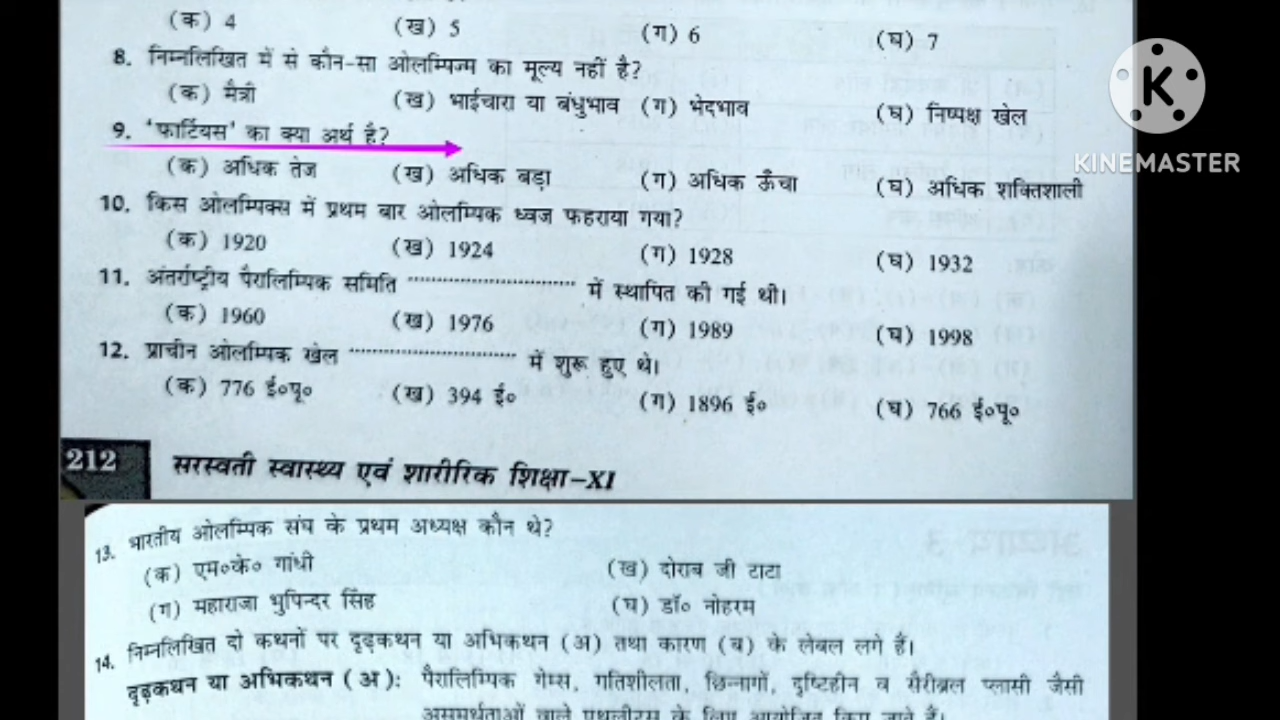 (क) 4 (ख) 5 (ग) 6 (घ) 7
8. निम्नलिखित में से कौन-सा ओलम्पिज्म का मूल्य नहीं है?
(क) मैत्री (ख) भाईचारा या बंधुभाव (ग) भेदभाव (घ) निष्पक्ष खेल
9. 'फार्टियस' का क्या अर्थ है?
(क) अधिक तेज (ख) अधिक बड़ा (ग) अधिक ऊँचा (घ) अधिक शक्तिशाली
10. किस ओलम्पिक्स में प्रथम बार ओलम्पिक ध्वज फहराया गया?
(क) 1920 (ख) 1924 (ग) 1928 (घ) 1932
11. अंतर्राष्ट्रीय पैरालिम्पिक समिति .............................. में स्थापित की गई थी।
(क) 1960 (ख) 1976 (ग) 1989 (घ) 1998
12. प्राचीन ओलम्पिक खेल .............................. में शुरू हुए थे।
(क) 776 ई०पू० (ख) 394 ई० (ग) 1896 ई० (घ) 766 ई०पू०
212 सरस्वती स्वास्थ्य एवं शारीरिक शिक्षा-XI
13. भारतीय ओलम्पिक संघ के प्रथम अध्यक्ष कौन थे?
(क) एम०के० गांधी (ख) दोराब जी टाटा
(ग) महाराजा भुपिन्दर सिंह (घ) डॉ० नोहरम
14. निम्नलिखित दो कथनों पर दृढ़कथन या अभिकथन (अ) तथा कारण (ब) के लेबल लगे हैं।
दृढ़कथन या अभिकथन (अ): पैरालिम्पिक गेम्स, गतिशीलता, छिन्नागों, दृष्टिहीन व सैरीब्रल प्लासी जैसी
असमर्थताओं वाले एथलीट्स के लिए आयोजित किए जाते हैं।
K
KINEMASTER